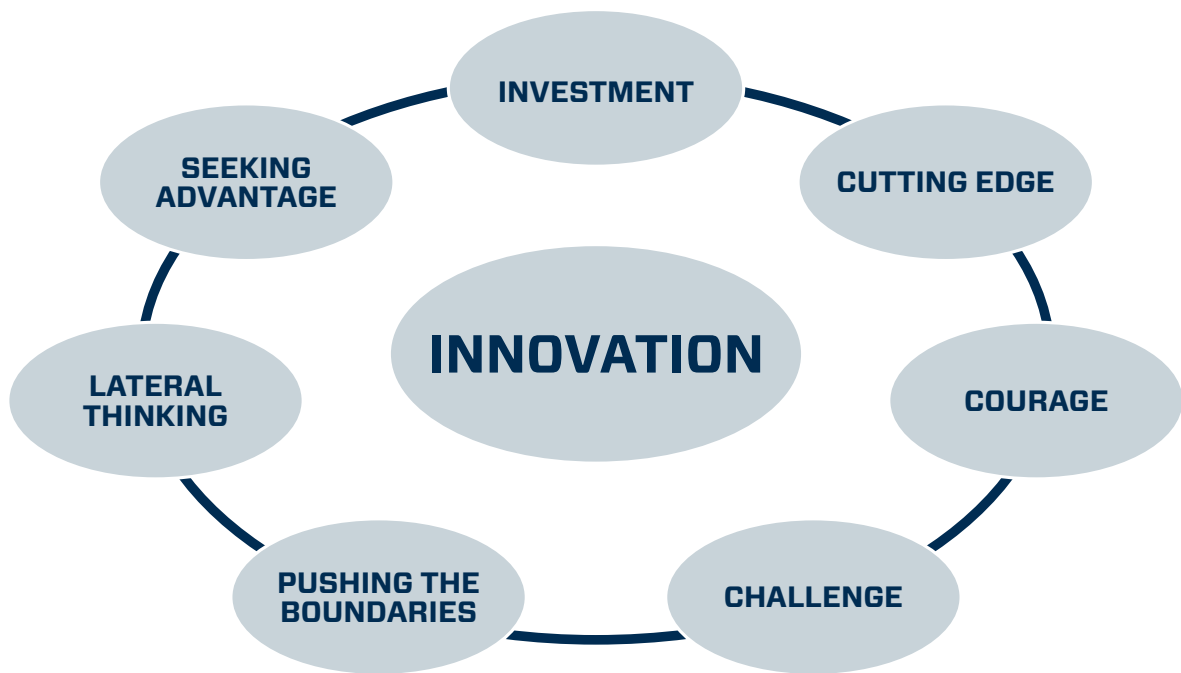 INVESTMENT
SEEKING
ADVANTAGE
CUTTING EDGE
INNOVATION
LATERAL
THINKING
COURAGE
PUSHING THE
BOUNDARIES
CHALLENGE